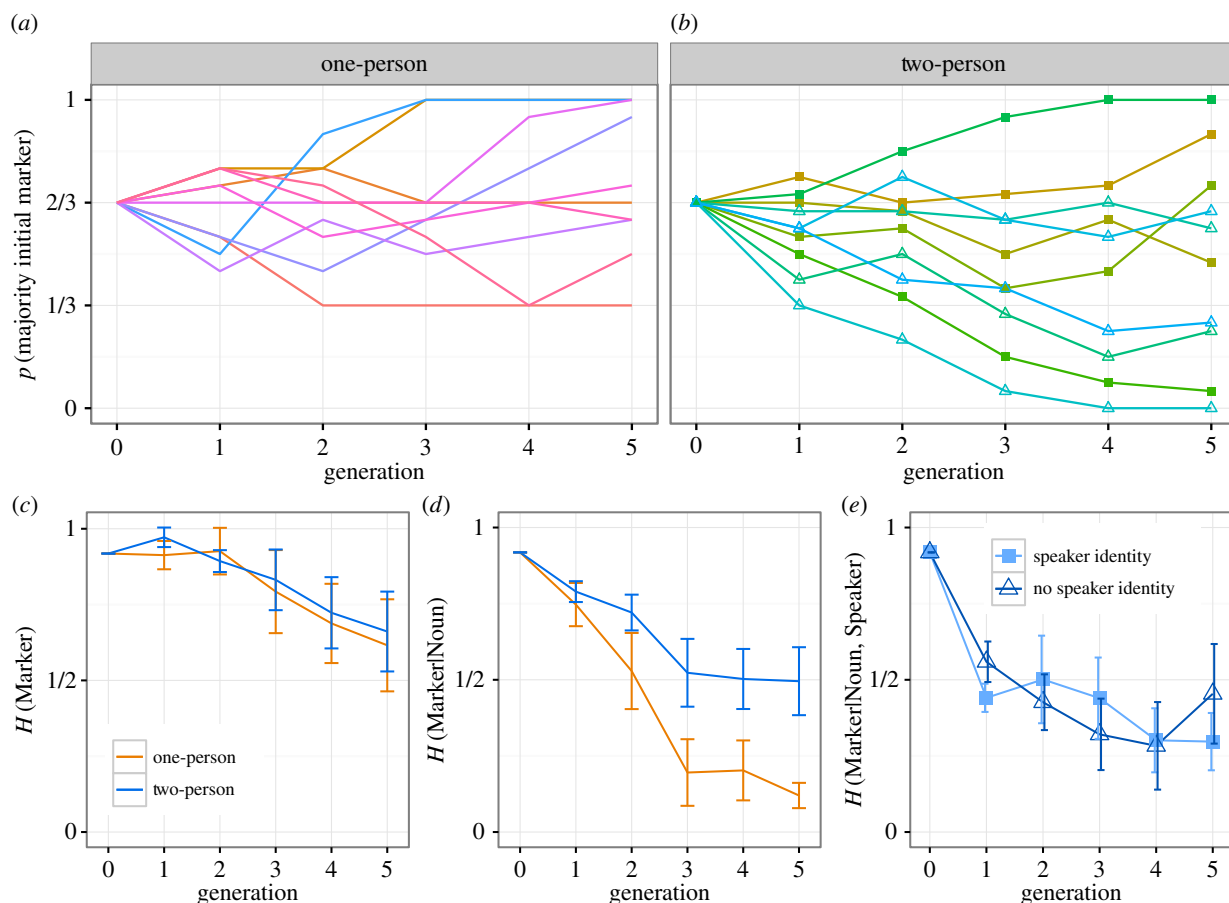 (a)
(b)
one-person
two-person
p (majority initial marker)
1
2/3
1/3
0
0 1 2 3 4 5
generation
0 1 2 3 4 5
generation
(c)
(d)
(e)
H (Marker)
1
1/2
0
one-person
two-person
0 1 2 3 4 5
generation
H (Marker|Noun)
1
1/2
0
0 1 2 3 4 5
generation
H (Marker|Noun, Speaker)
1
1/2
0
speaker identity
no speaker identity
0 1 2 3 4 5
generation